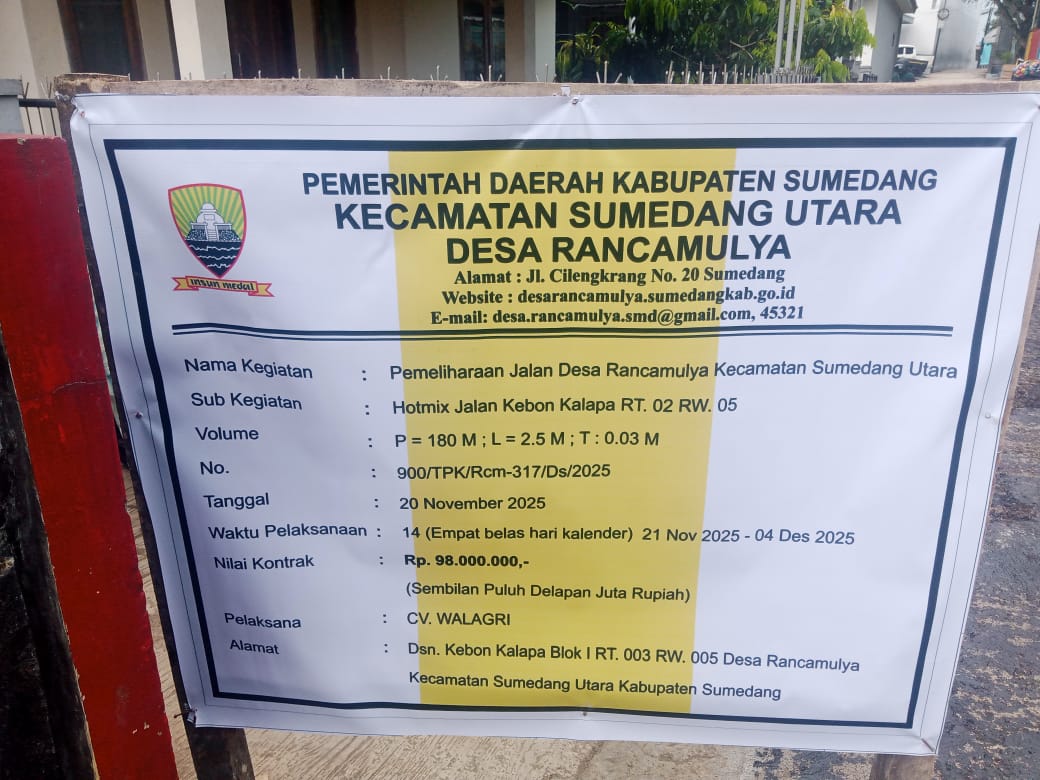 PEMERINTAH DAERAH KABUPATEN SUMEDANG
KECAMATAN SUMEDANG UTARA
DESA RANCAMULYA
Alamat : Jl. Cilengkrang No. 20 Sumedang
Website : desarancamulya.sumedangkab.go.id
E-mail: desa.rancamulya.smd@gmail.com, 45321
insun medal
Nama Kegiatan : Pemeliharaan Jalan Desa Rancamulya Kecamatan Sumedang Utara
Sub Kegiatan : Hotmix Jalan Kebon Kalapa RT. 02 RW. 05
Volume : P = 180 M ; L = 2.5 M ; T : 0.03 M
No. : 900/TPK/Rcm-317/Ds/2025
Tanggal : 20 November 2025
Waktu Pelaksanaan : 14 (Empat belas hari kalender) 21 Nov 2025 - 04 Des 2025
Nilai Kontrak : Rp. 98.000.000,-
(Sembilan Puluh Delapan Juta Rupiah)
Pelaksana : CV. WALAGRI
Alamat : Dsn. Kebon Kalapa Blok I RT. 003 RW. 005 Desa Rancamulya
Kecamatan Sumedang Utara Kabupaten Sumedang